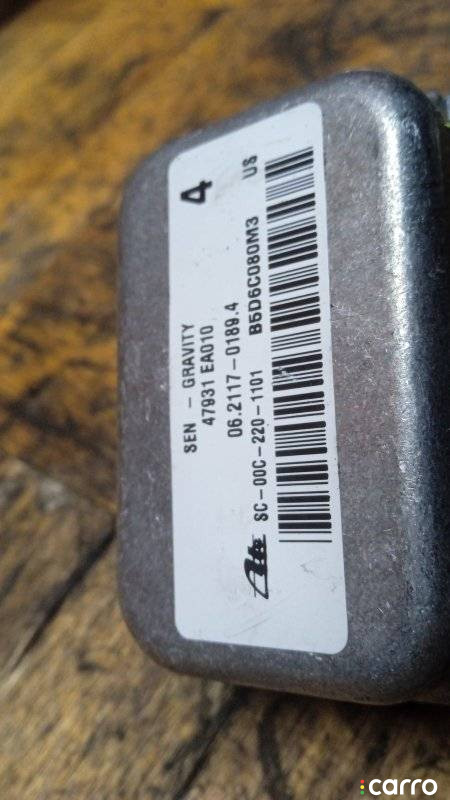 SEN - GRAVITY 4
47931 EA010
06.2117-0189.4
Ate SC-00C-220-1101 B5D6C080M3 US
carro